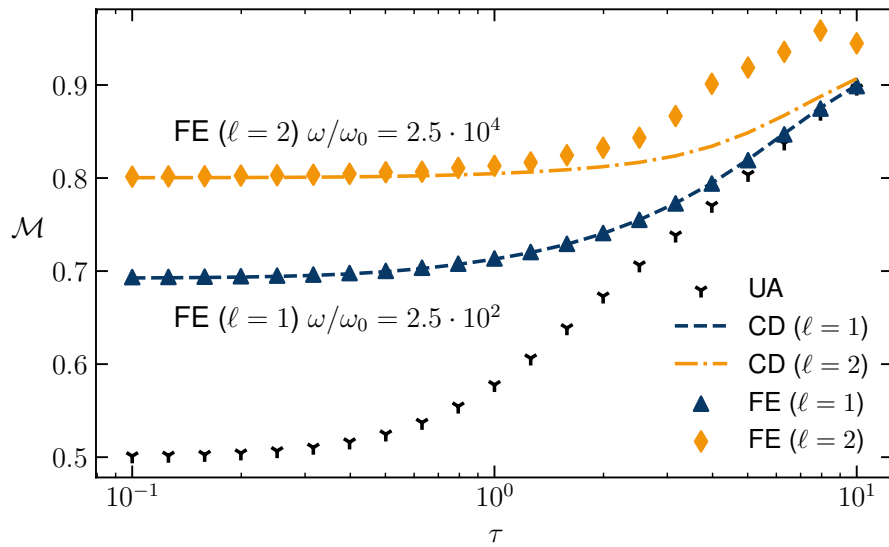 0.9
0.8
0.7
0.6
0.5
ℳ
FE (ℓ = 2) ω/ω₀ = 2.5 · 10⁴
FE (ℓ = 1) ω/ω₀ = 2.5 · 10²
UA
CD (ℓ = 1)
CD (ℓ = 2)
FE (ℓ = 1)
FE (ℓ = 2)
10⁻¹ 10⁰ 10¹
τ